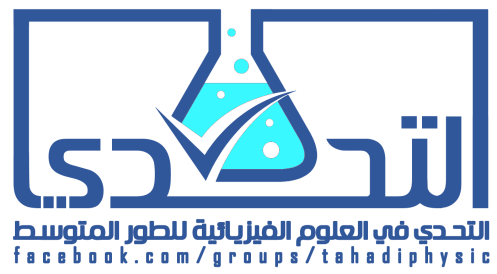 التحدي
التحدي في العلوم الفيزيائية للطور المتوسط
facebook.com/groups/tahadiphysic